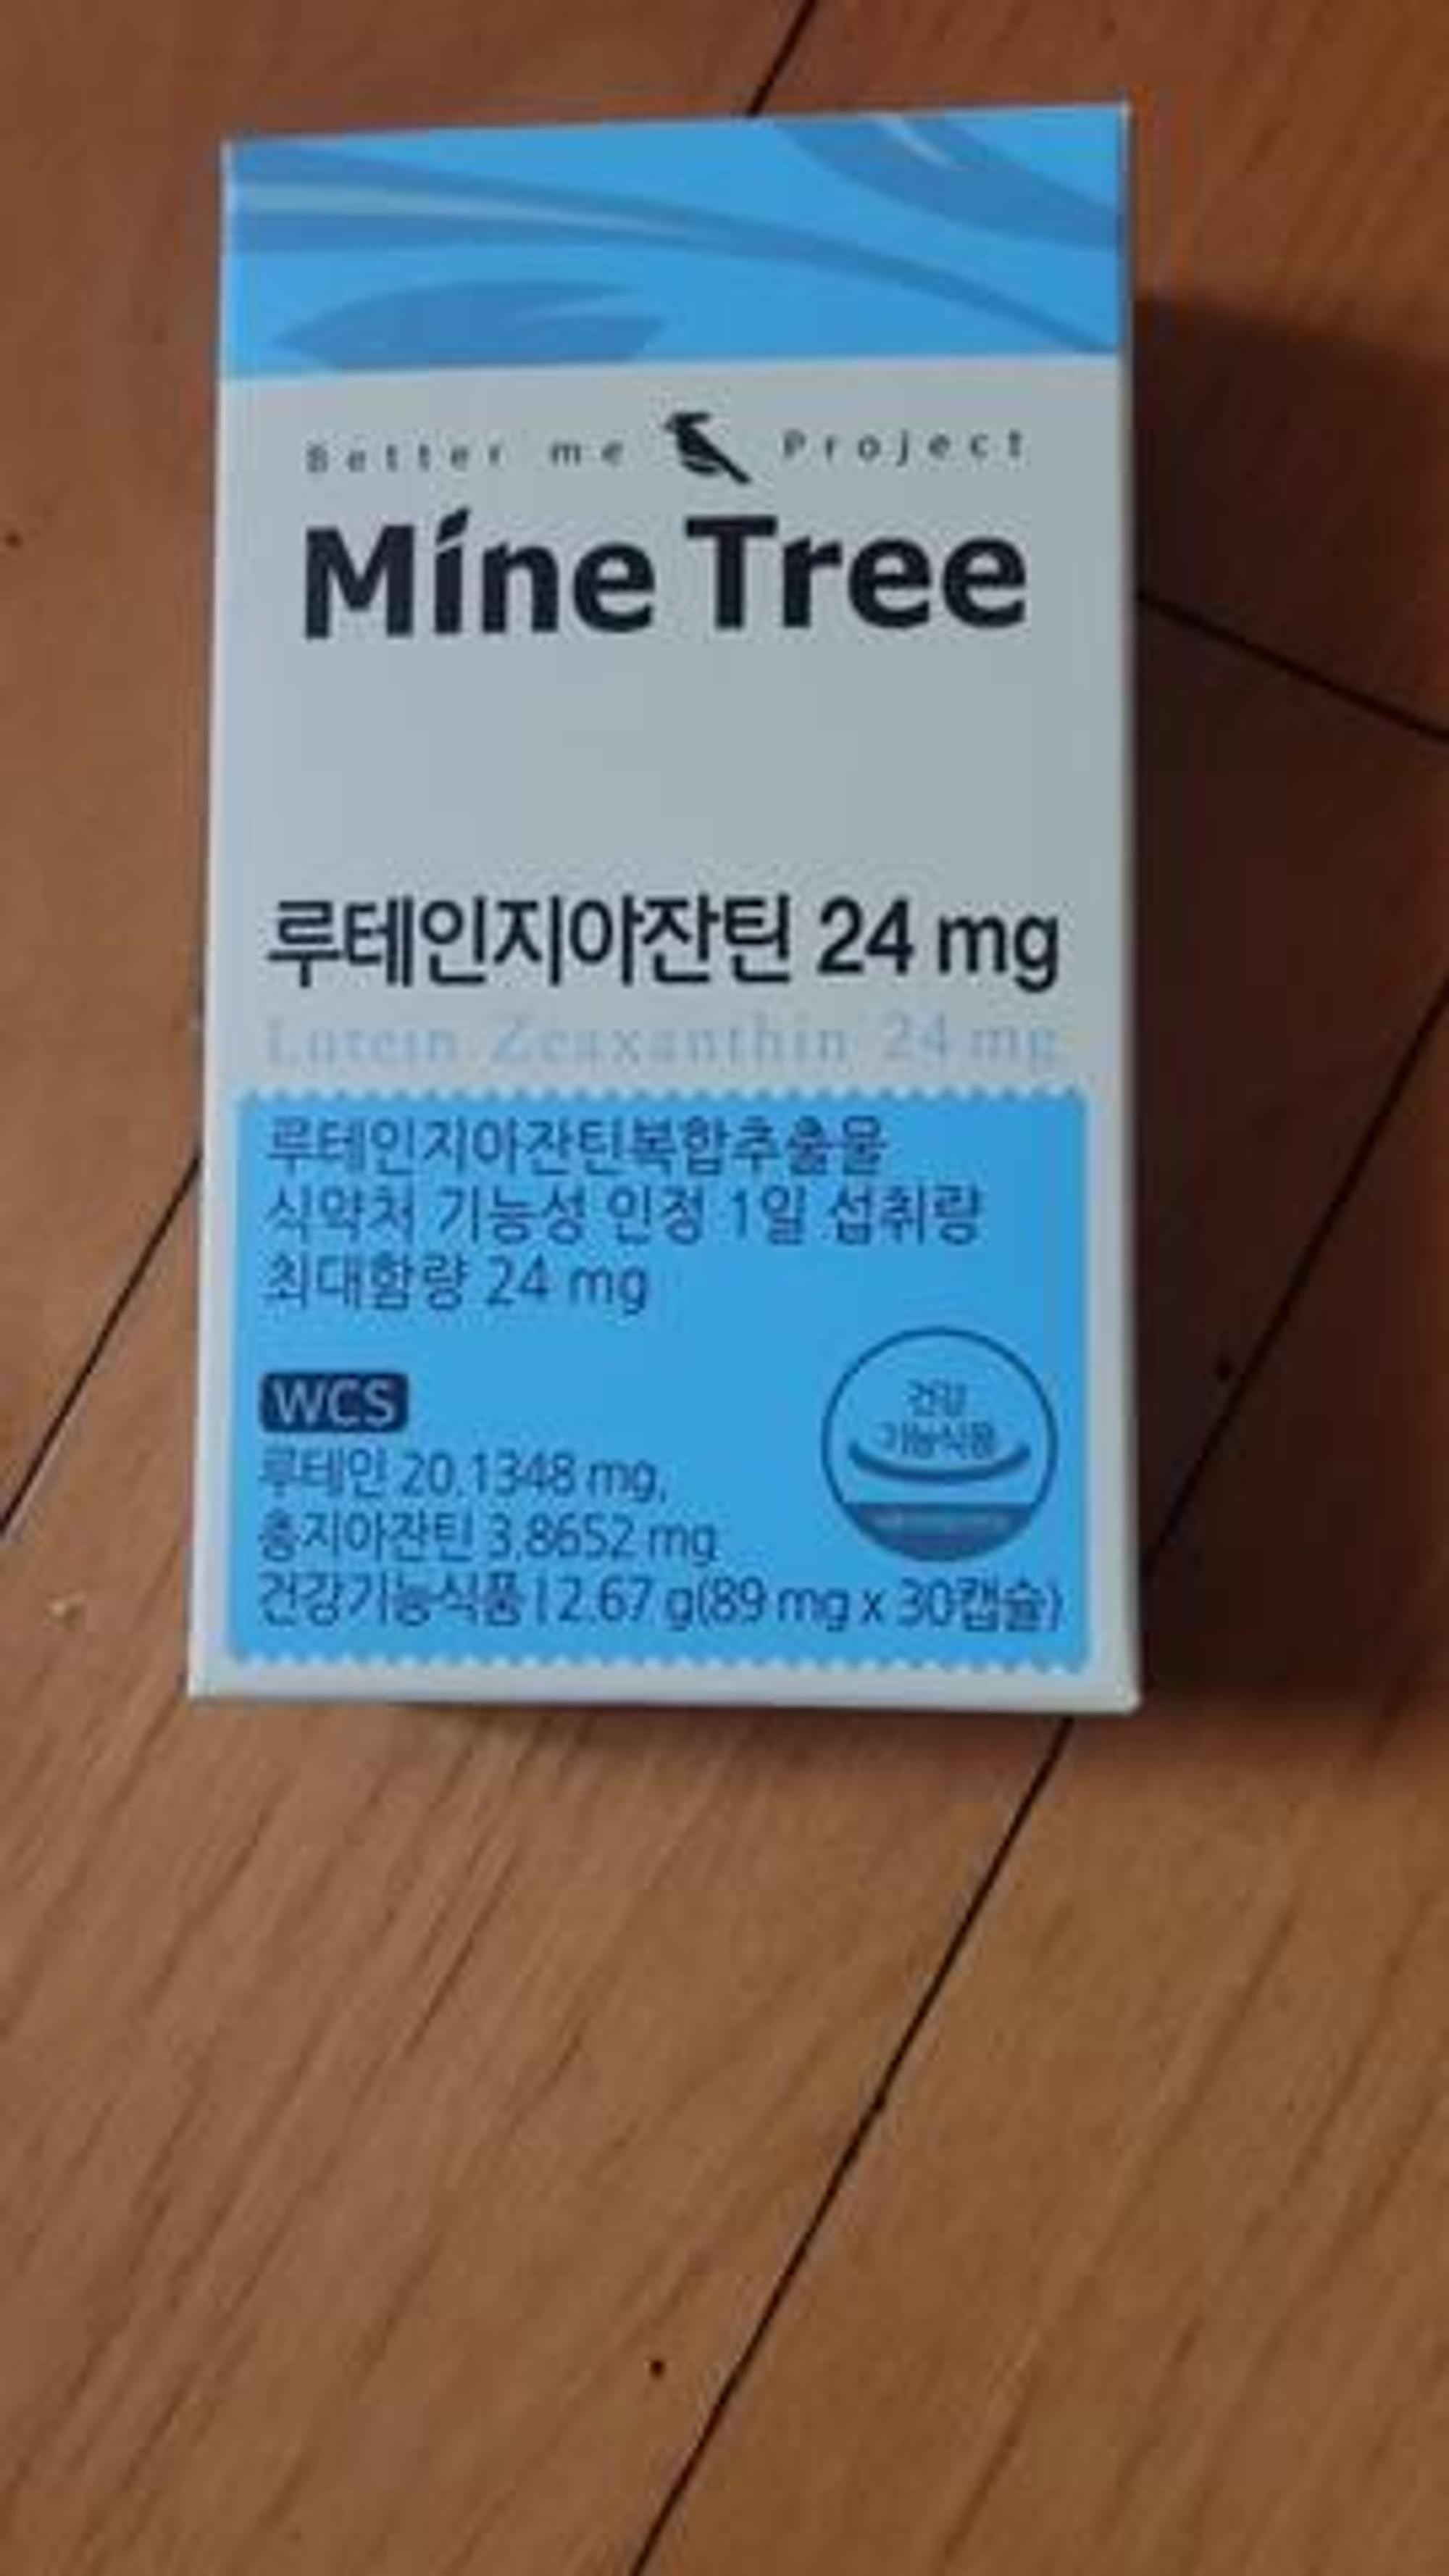 Better me Project
Mine Tree
루테인지아잔틴 24 mg
Lutein Zeaxanthin 24 mg
루테인지아잔틴복합추출물
식약처 기능성 인정 1일 섭취량
최대함량 24 mg
WCS
루테인 20.1348 mg,
총지아잔틴 3.8652 mg
건강기능식품 | 2.67 g(89 mg x 30캡슐)
건강
기능식품